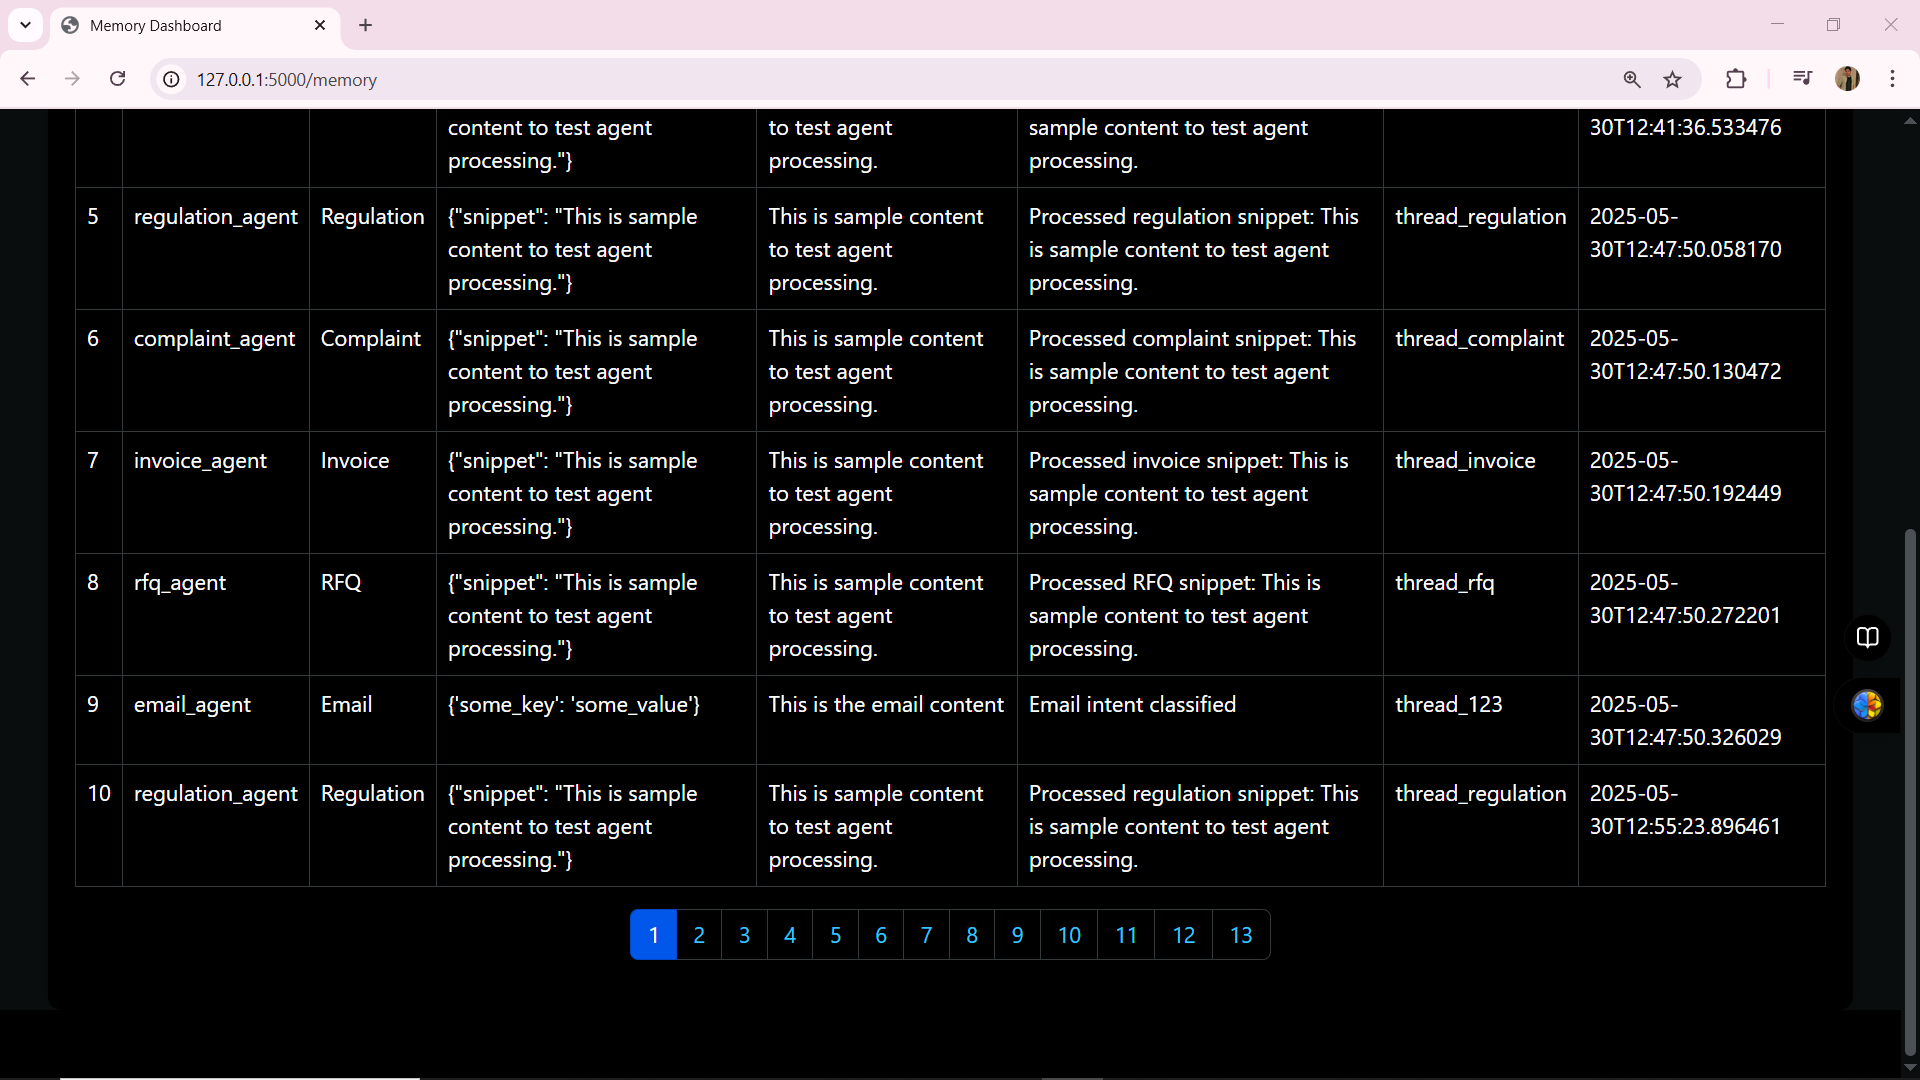 Memory Dashboard
127.0.0.1:5000/memory
content to test agent
processing."}
to test agent
processing.
sample content to test agent
processing.
30T12:41:36.533476
5
regulation_agent
Regulation
{"snippet": "This is sample
content to test agent
processing."}
This is sample content
to test agent
processing.
Processed regulation snippet: This
is sample content to test agent
processing.
thread_regulation
2025-05-
30T12:47:50.058170
6
complaint_agent
Complaint
{"snippet": "This is sample
content to test agent
processing."}
This is sample content
to test agent
processing.
Processed complaint snippet: This
is sample content to test agent
processing.
thread_complaint
2025-05-
30T12:47:50.130472
7
invoice_agent
Invoice
{"snippet": "This is sample
content to test agent
processing."}
This is sample content
to test agent
processing.
Processed invoice snippet: This is
sample content to test agent
processing.
thread_invoice
2025-05-
30T12:47:50.192449
8
rfq_agent
RFQ
{"snippet": "This is sample
content to test agent
processing."}
This is sample content
to test agent
processing.
Processed RFQ snippet: This is
sample content to test agent
processing.
thread_rfq
2025-05-
30T12:47:50.272201
9
email_agent
Email
{'some_key': 'some_value'}
This is the email content
Email intent classified
thread_123
2025-05-
30T12:47:50.326029
10
regulation_agent
Regulation
{"snippet": "This is sample
content to test agent
processing."}
This is sample content
to test agent
processing.
Processed regulation snippet: This
is sample content to test agent
processing.
thread_regulation
2025-05-
30T12:55:23.896461
1 2 3 4 5 6 7 8 9 10 11 12 13